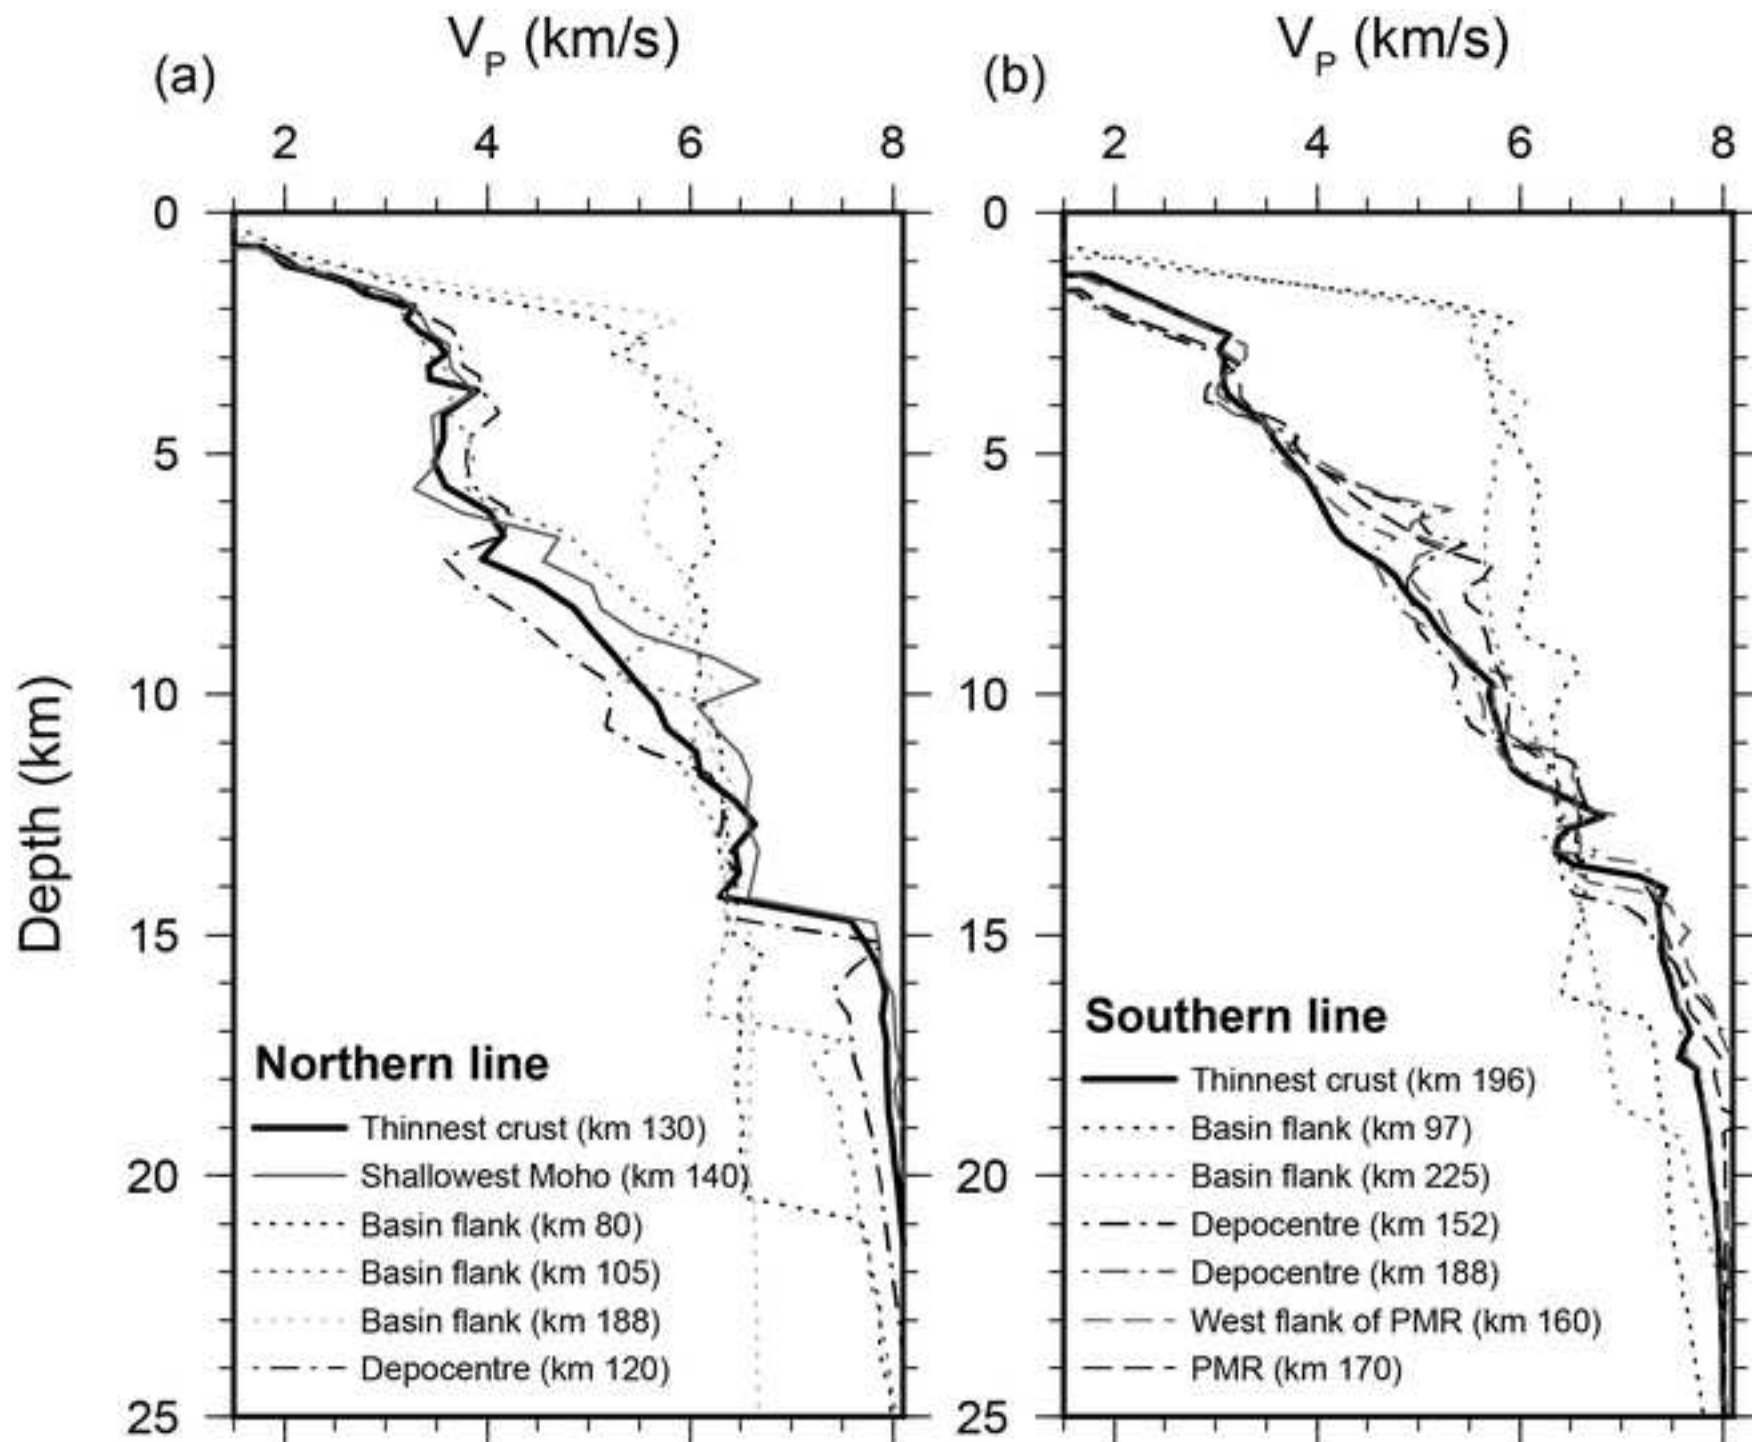 V_P (km/s)
V_P (km/s)
(a)
(b)
2 4 6 8
2 4 6 8
0
5
10
15
20
25
0
5
10
15
20
25
Depth (km)
Northern line
Thinnest crust (km 130)
Shallowest Moho (km 140)
Basin flank (km 80)
Basin flank (km 105)
Basin flank (km 188)
Depocentre (km 120)
Southern line
Thinnest crust (km 196)
Basin flank (km 97)
Basin flank (km 225)
Depocentre (km 152)
Depocentre (km 188)
West flank of PMR (km 160)
PMR (km 170)